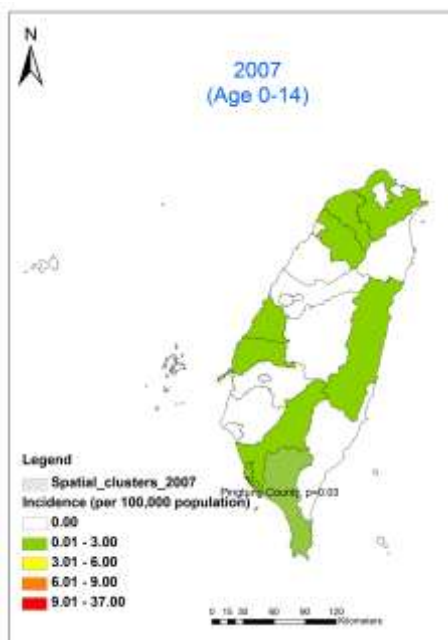 N
2007
(Age 0-14)
Pingtung County, p=0.03
Legend
Spatial_clusters_2007
Incidence (per 100,000 population)
0.00
0.01 - 3.00
3.01 - 6.00
6.01 - 9.00
9.01 - 37.00
0 15 30 60 90 120
Kilometers